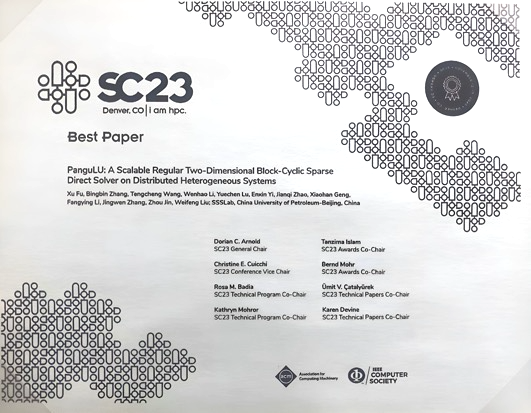 SC23
Denver, CO | i am hpc.
Best Paper
PanguLU: A Scalable Regular Two-Dimensional Block-Cyclic Sparse
Direct Solver on Distributed Heterogeneous Systems
Xu Fu, Bingbin Zhang, Tengcheng Wang, Wenhao Li, Yuechen Lu, Enxin Yi, Jianqi Zhao, Xiaohan Geng,
Fangying Li, Jingwen Zhang, Zhou Jin, Weifeng Liu; SSSLab, China University of Petroleum-Beijing, China
Dorian C. Arnold
SC23 General Chair
Tanzima Islam
SC23 Awards Co-Chair
Christine E. Cuicchi
SC23 Conference Vice Chair
Bernd Mohr
SC23 Awards Co-Chair
Rosa M. Badia
SC23 Technical Program Co-Chair
Ümit V. Çatalyürek
SC23 Technical Papers Co-Chair
Kathryn Mohror
SC23 Technical Program Co-Chair
Karen Devine
SC23 Technical Papers Co-Chair
acm
Association for
Computing Machinery
IEEE
COMPUTER
SOCIETY